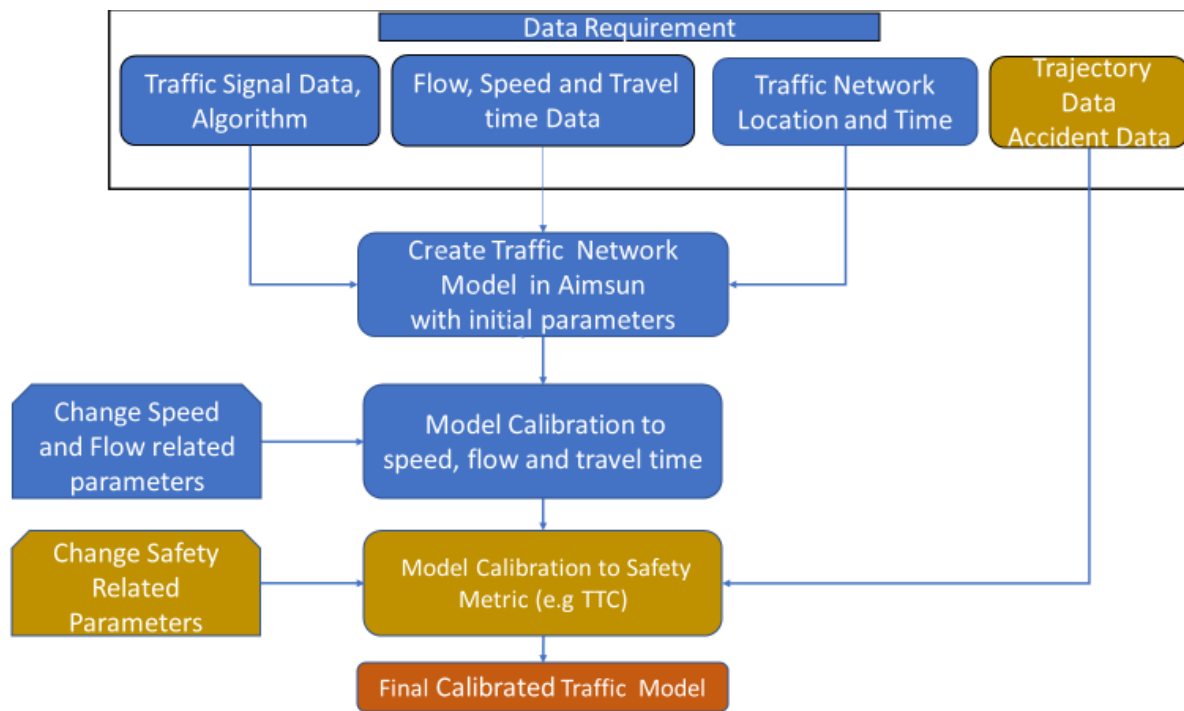 Data Requirement
Traffic Signal Data,
Algorithm
Flow, Speed and Travel
time Data
Traffic Network
Location and Time
Trajectory
Data
Accident Data
Create Traffic Network
Model in Aimsun
with initial parameters
Change Speed
and Flow related
parameters
Model Calibration to
speed, flow and travel time
Change Safety
Related
Parameters
Model Calibration to Safety
Metric (e.g TTC)
Final Calibrated Traffic Model